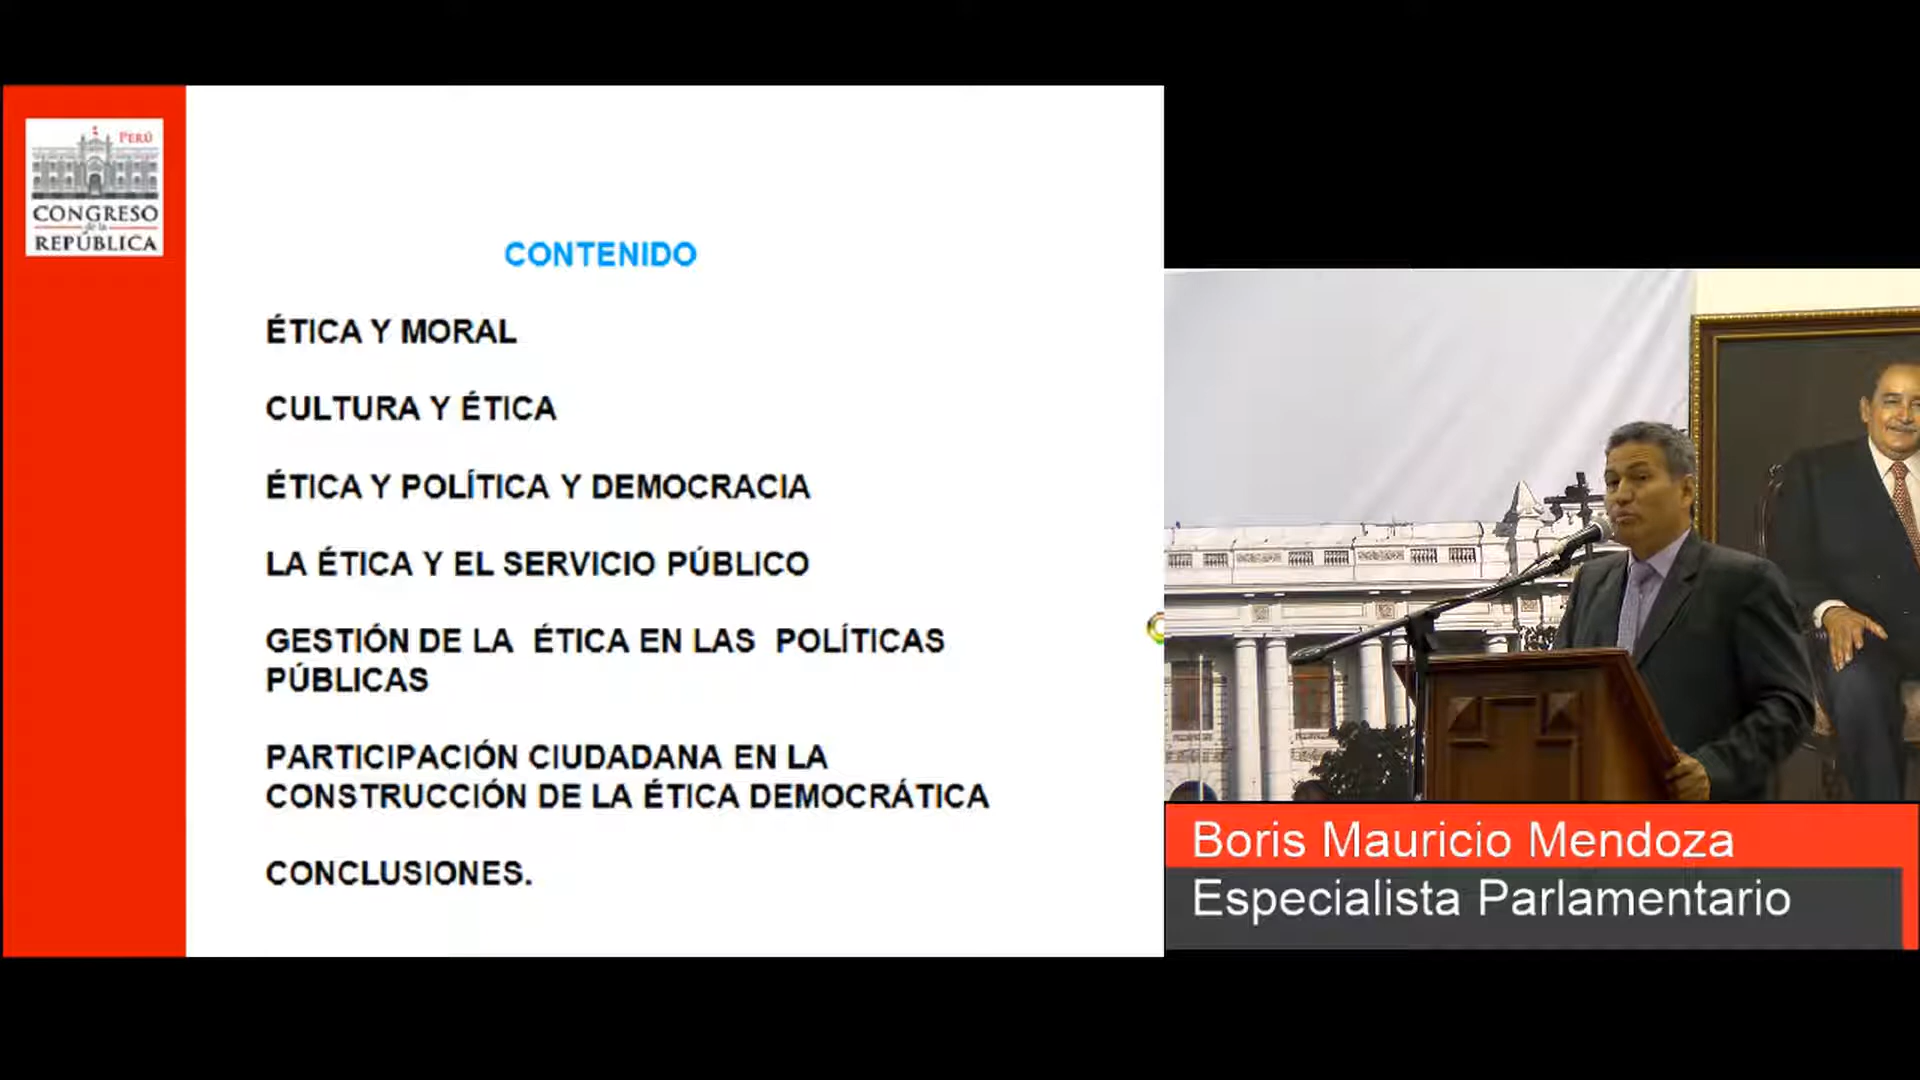 PERÚ
CONGRESO
de la
REPÚBLICA
CONTENIDO
ÉTICA Y MORAL
CULTURA Y ÉTICA
ÉTICA Y POLÍTICA Y DEMOCRACIA
LA ÉTICA Y EL SERVICIO PÚBLICO
GESTIÓN DE LA ÉTICA EN LAS POLÍTICAS
PÚBLICAS
PARTICIPACIÓN CIUDADANA EN LA
CONSTRUCCIÓN DE LA ÉTICA DEMOCRÁTICA
CONCLUSIONES.
Boris Mauricio Mendoza
Especialista Parlamentario